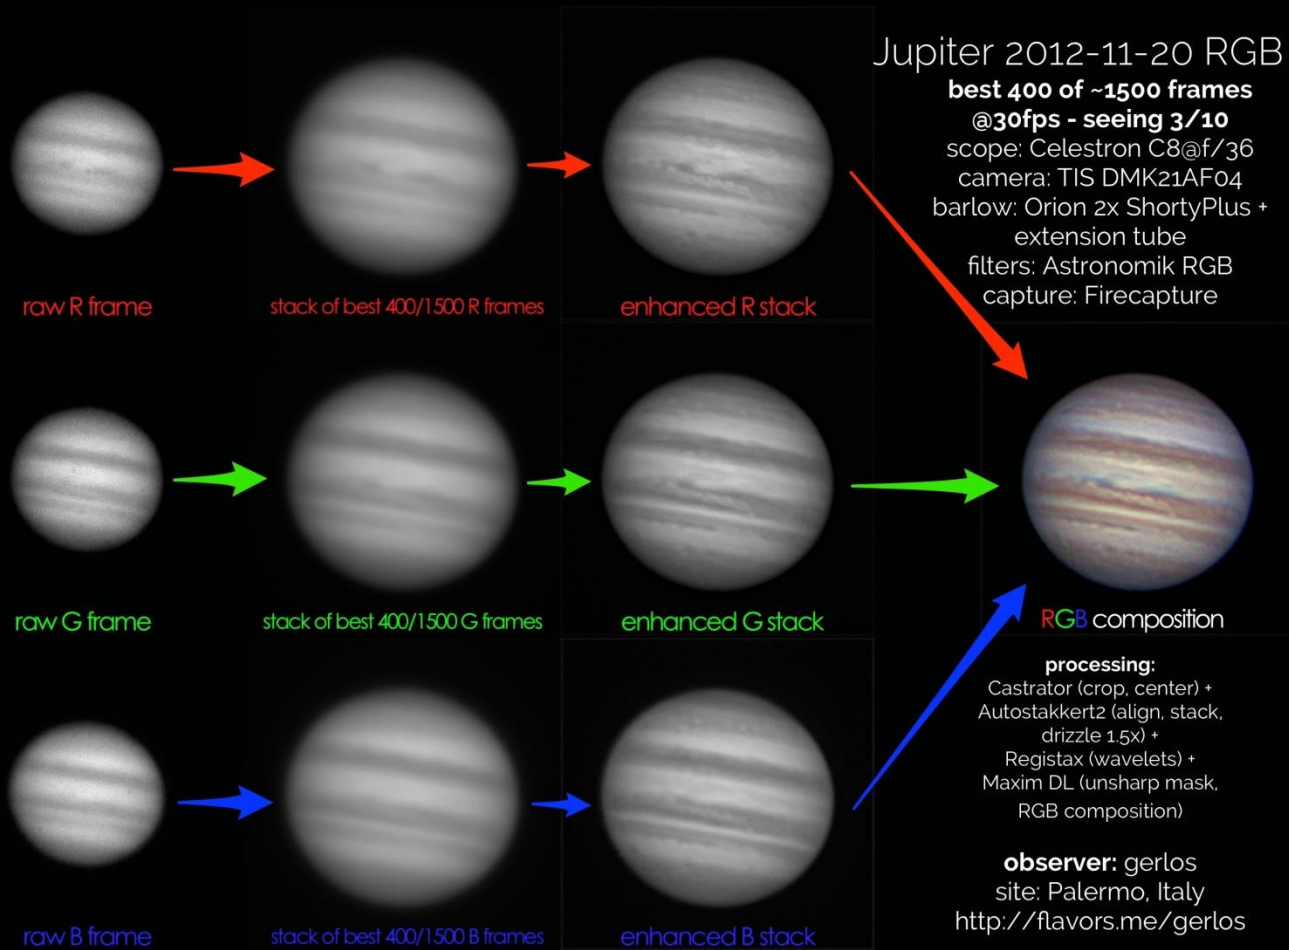 Jupiter 2012-11-20 RGB
best 400 of ~1500 frames
@30fps - seeing 3/10
scope: Celestron C8@f/36
camera: TIS DMK21AF04
barlow: Orion 2x ShortyPlus +
extension tube
filters: Astronomik RGB
capture: Firecapture
raw R frame
stack of best 400/1500 R frames
enhanced R stack
raw G frame
stack of best 400/1500 G frames
enhanced G stack
RGB composition
raw B frame
stack of best 400/1500 B frames
enhanced B stack
processing:
Castrator (crop, center) +
Autostakkert2 (align, stack,
drizzle 1.5x) +
Registax (wavelets) +
Maxim DL (unsharp mask,
RGB composition)
observer: gerlos
site: Palermo, Italy
http://flavors.me/gerlos